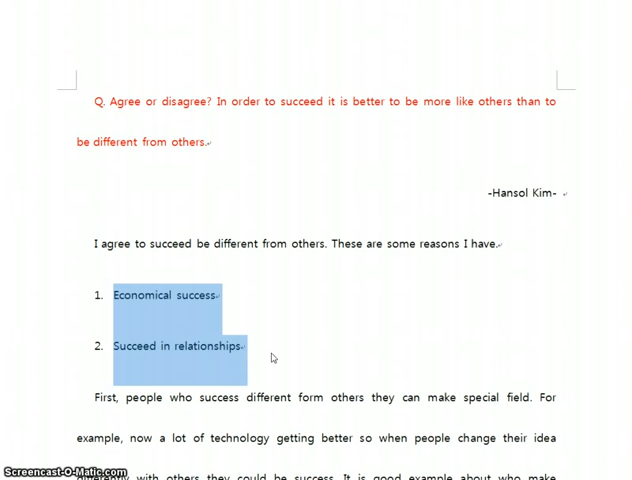 Q. Agree or disagree? In order to succeed it is better to be more like others than to
be different from others.
-Hansol Kim-
I agree to succeed be different from others. These are some reasons I have.
1. Economical success
2. Succeed in relationships
First, people who success different form others they can make special field. For
example, now a lot of technology getting better so when people change their idea
differently with others they could be success. It is good example about who make
Screencast-O-Matic.com